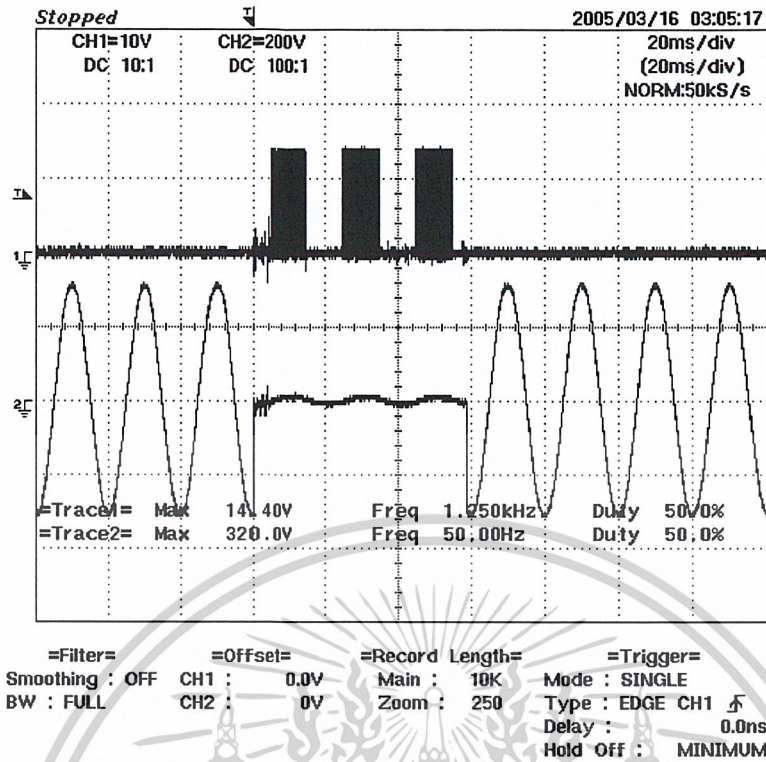 Stopped 2005/03/16 03:05:17
CH1=10V CH2=200V 20ms/div
DC 10:1 DC 100:1 (20ms/div)
NORM:50kS/s
T
T
1
2
=Trace1= Max 14.40V Freq 1.250kHz Duty 50.0%
=Trace2= Max 320.0V Freq 50.00Hz Duty 50.0%
=Filter= =Offset= =Record Length= =Trigger=
Smoothing : OFF CH1 : 0.0V Main : 10K Mode : SINGLE
BW : FULL CH2 : 0V Zoom : 250 Type : EDGE CH1
Delay : 0.0ns
Hold Off : MINIMUM